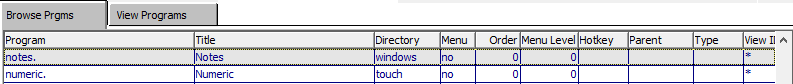 Browse Prgms View Programs
Program Title Directory Menu Order Menu Level Hotkey Parent Type View I
notes. Notes windows no 0 0 *
numeric. Numeric touch no 0 0 *